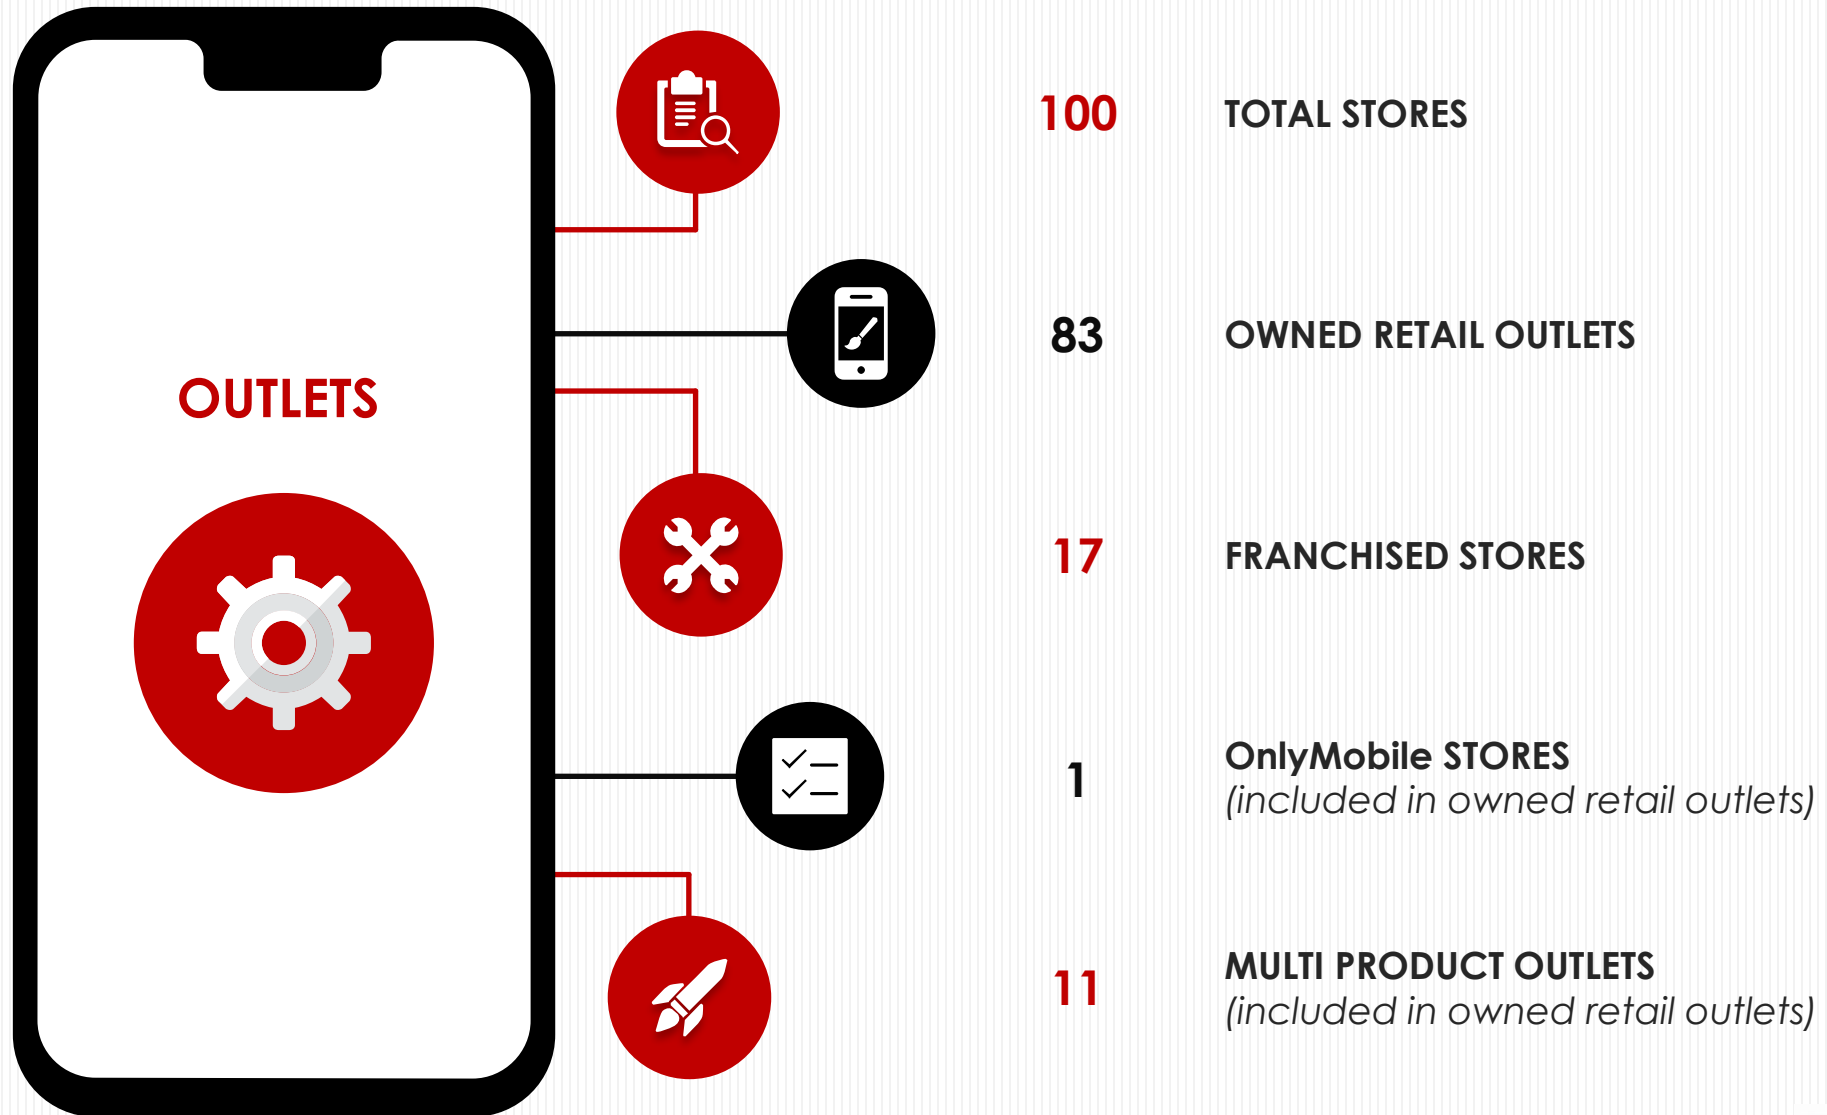 OUTLETS
100 TOTAL STORES
83 OWNED RETAIL OUTLETS
17 FRANCHISED STORES
1 OnlyMobile STORES
(included in owned retail outlets)
11 MULTI PRODUCT OUTLETS
(included in owned retail outlets)